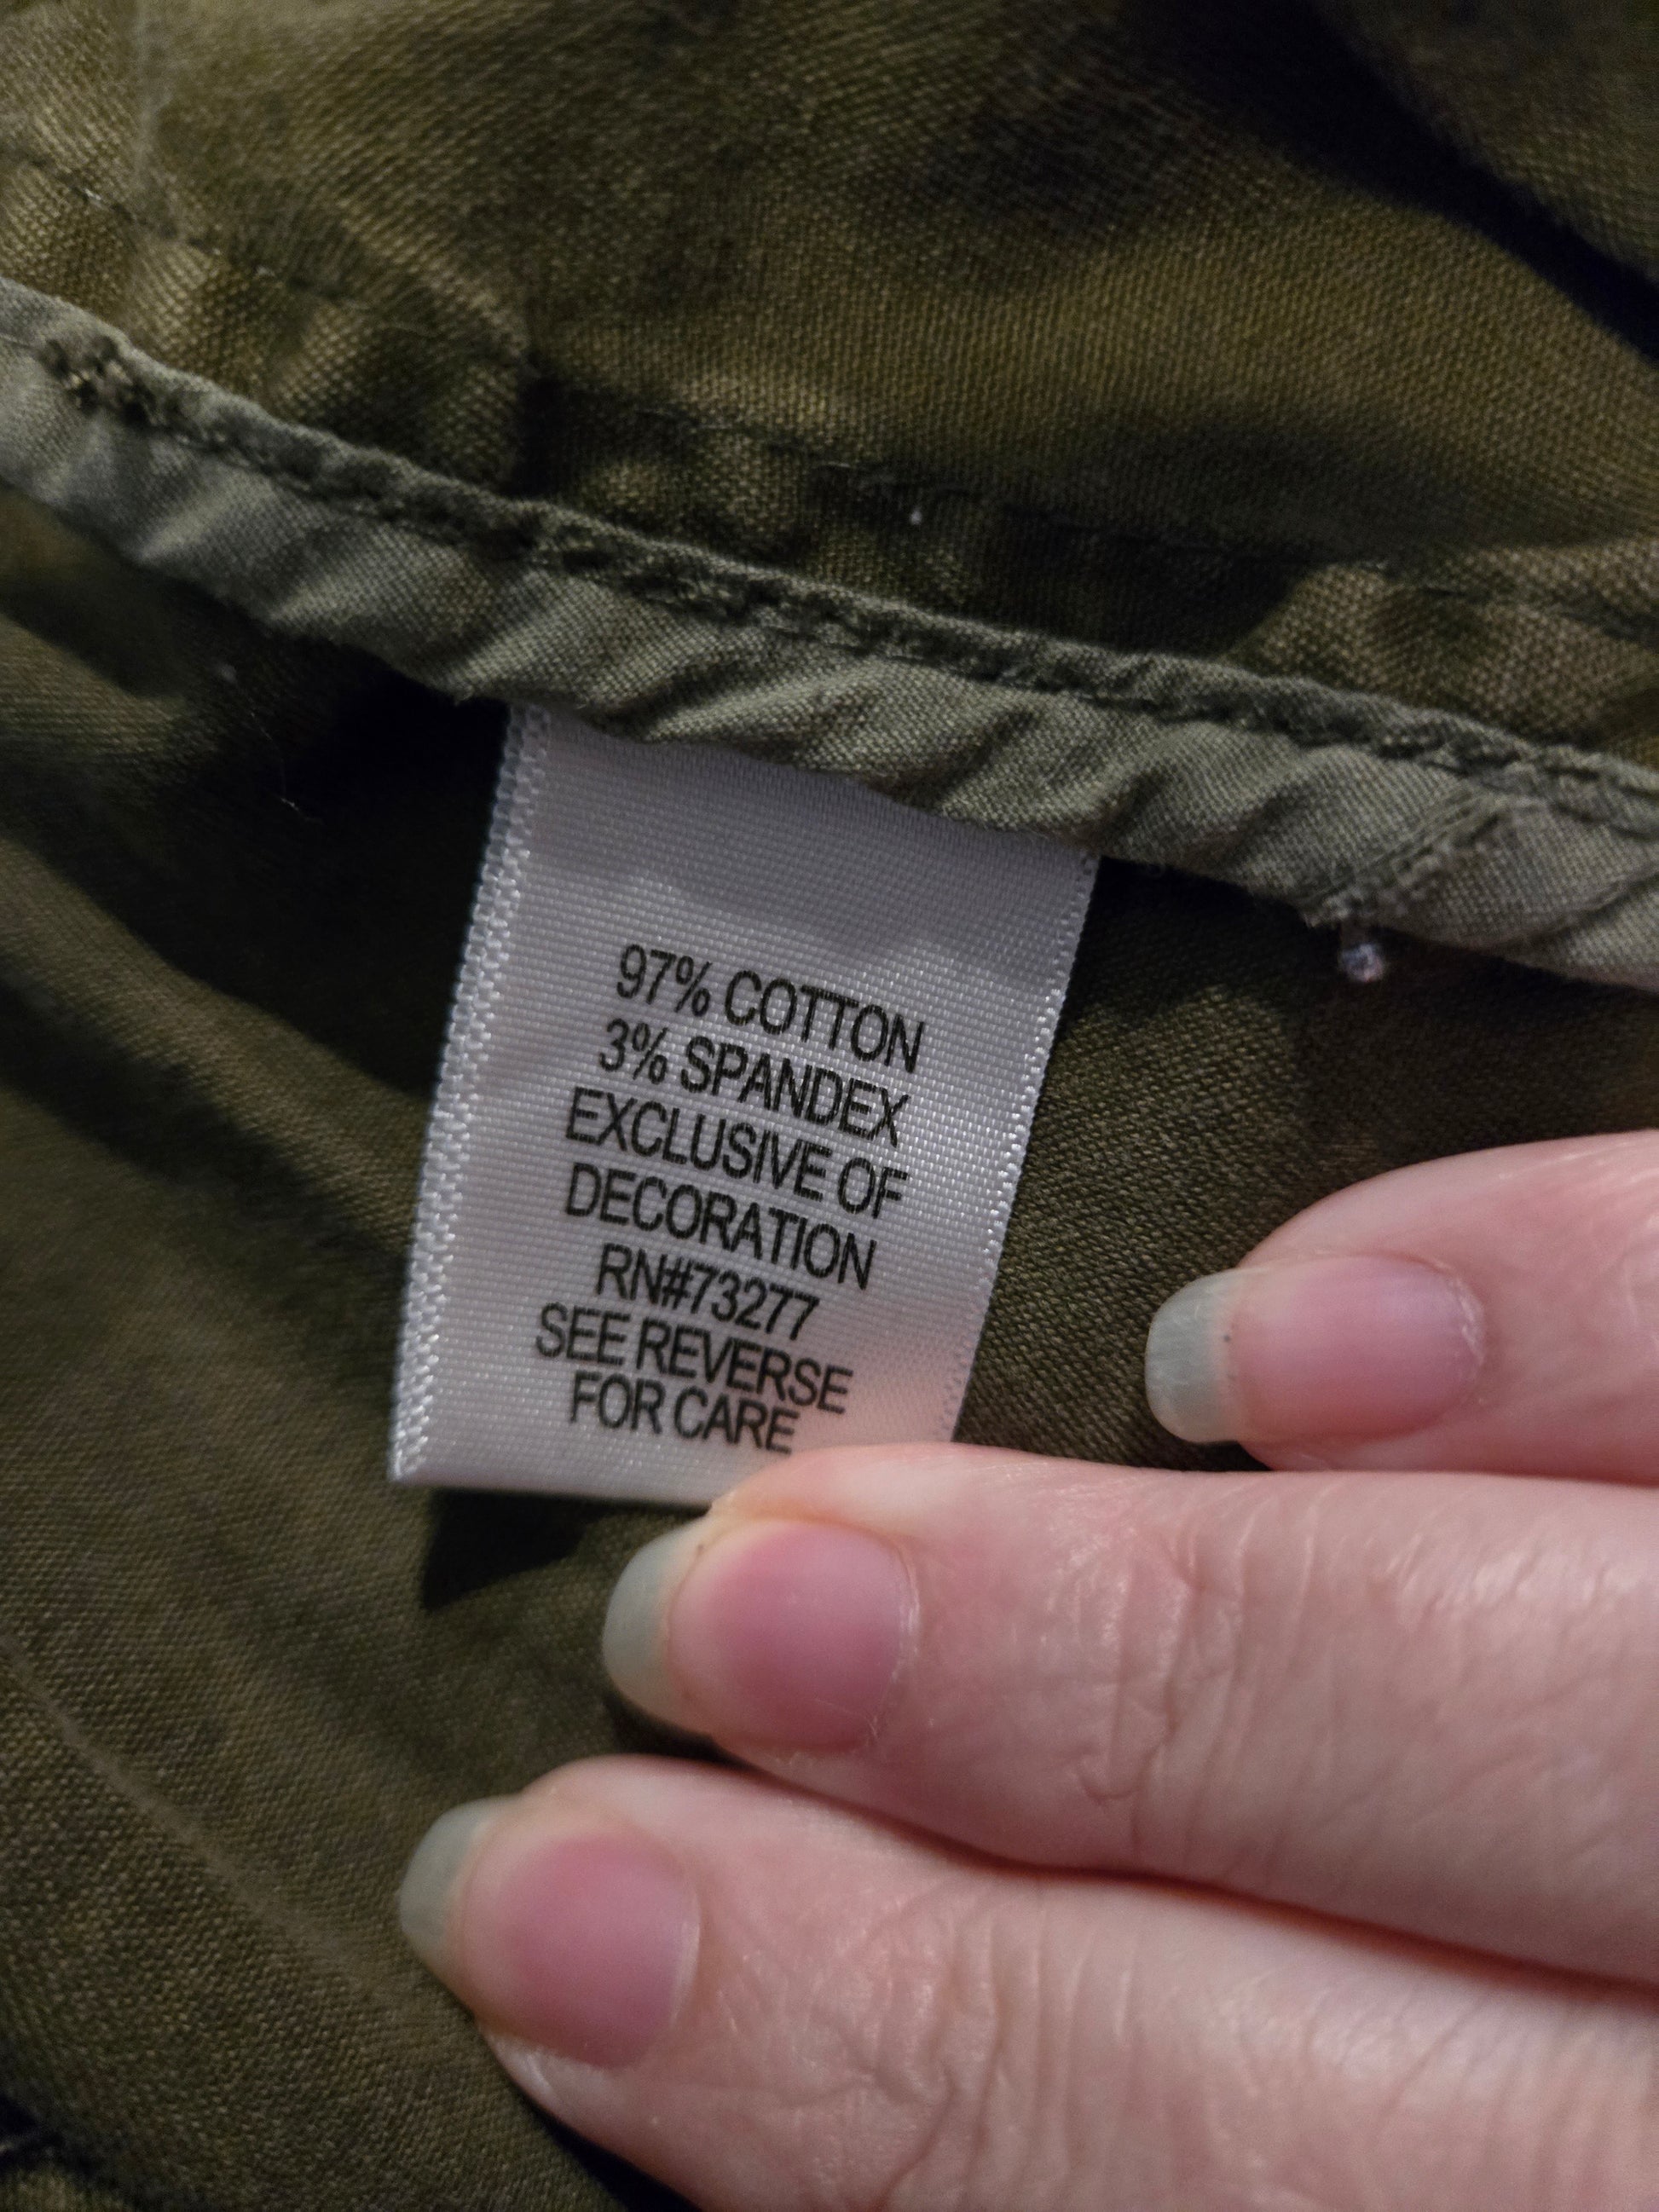 97% COTTON
3% SPANDEX
EXCLUSIVE OF
DECORATION
RN#73277
SEE REVERSE
FOR CARE